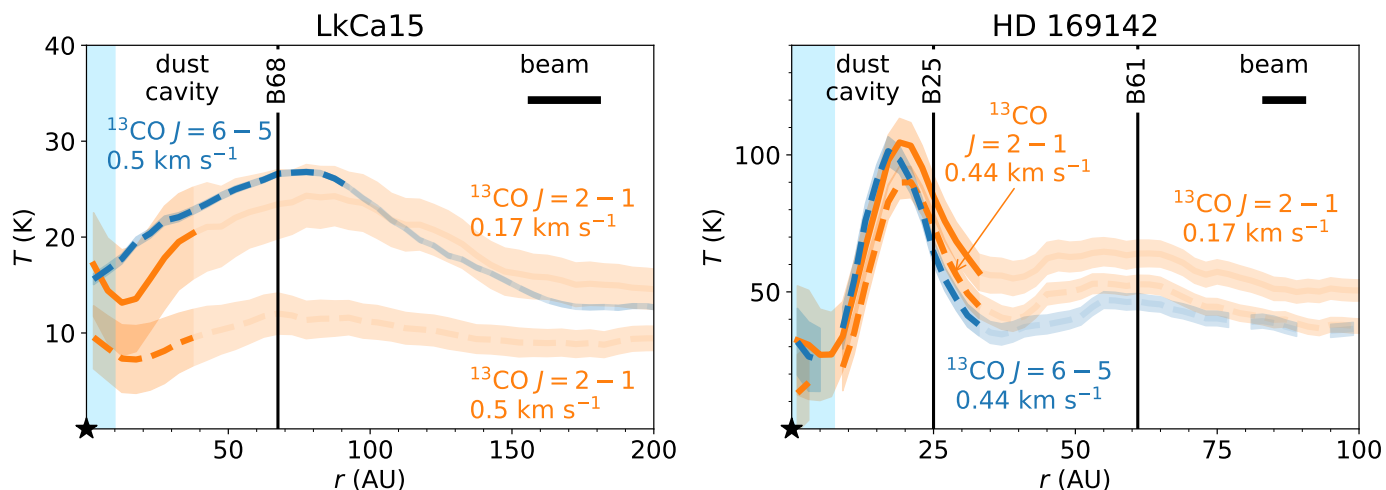 LkCa15
40
30
20
10
T (K)
dust
cavity
B68
beam
¹³CO J = 6 − 5
0.5 km s⁻¹
¹³CO J = 2 − 1
0.17 km s⁻¹
¹³CO J = 2 − 1
0.5 km s⁻¹
50 100 150 200
r (AU)
HD 169142
100
50
T (K)
dust
cavity
B25
B61
beam
¹³CO
J = 2 − 1
0.44 km s⁻¹
¹³CO J = 2 − 1
0.17 km s⁻¹
¹³CO J = 6 − 5
0.44 km s⁻¹
25 50 75 100
r (AU)